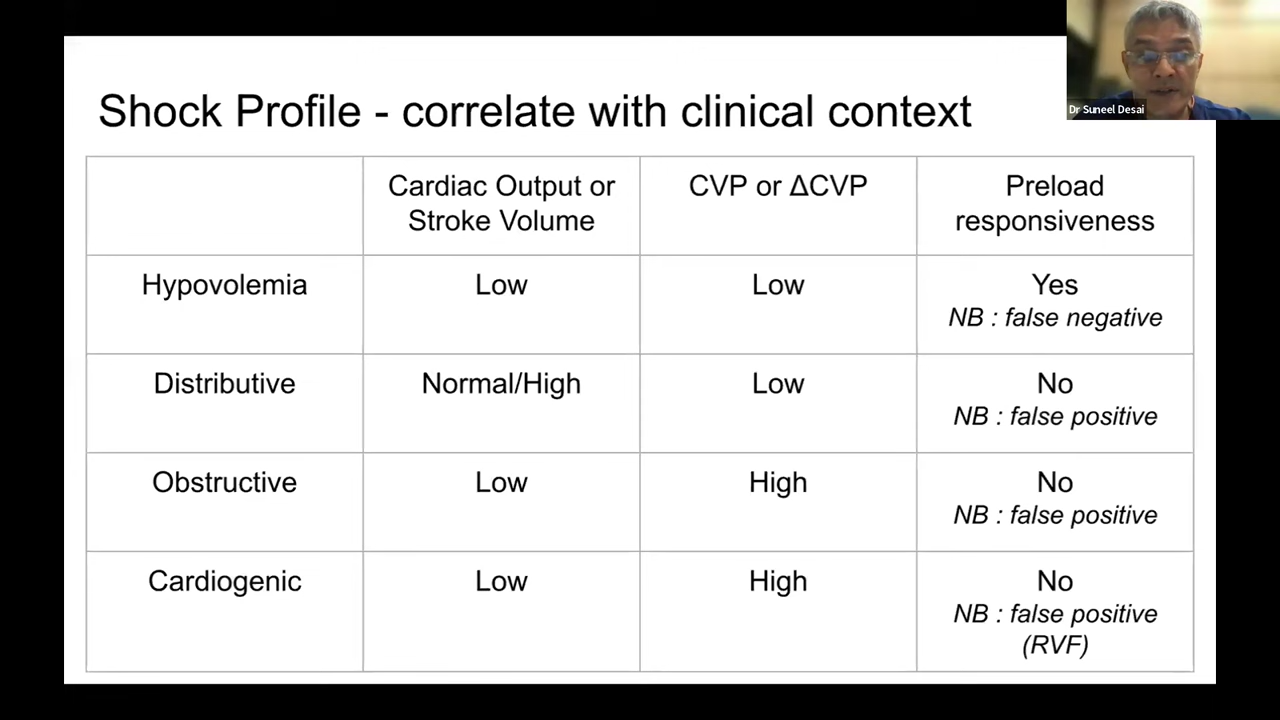 Dr Suneel Desai
Shock Profile - correlate with clinical context
Cardiac Output or
Stroke Volume
CVP or ΔCVP
Preload
responsiveness
Hypovolemia
Low
Low
Yes
NB : false negative
Distributive
Normal/High
Low
No
NB : false positive
Obstructive
Low
High
No
NB : false positive
Cardiogenic
Low
High
No
NB : false positive
(RVF)